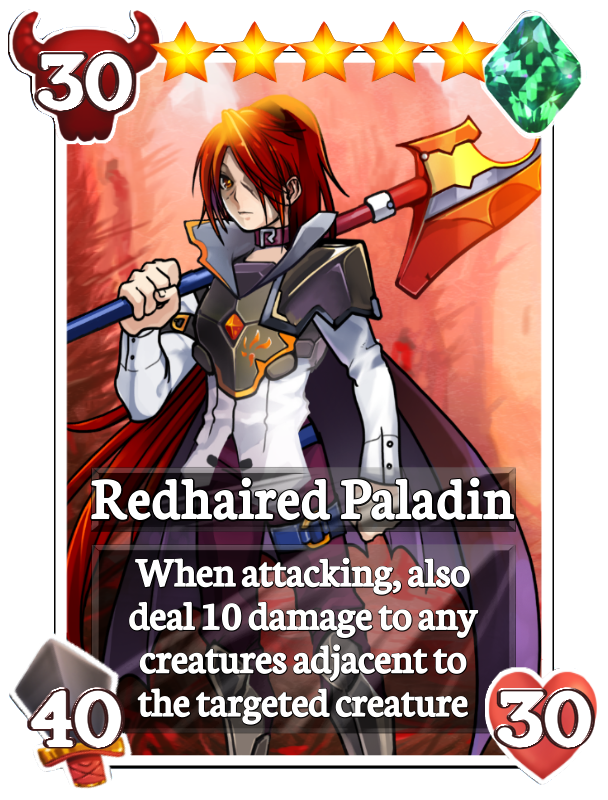 30
Redhaired Paladin
When attacking, also
deal 10 damage to any
creatures adjacent to
the targeted creature
40
30